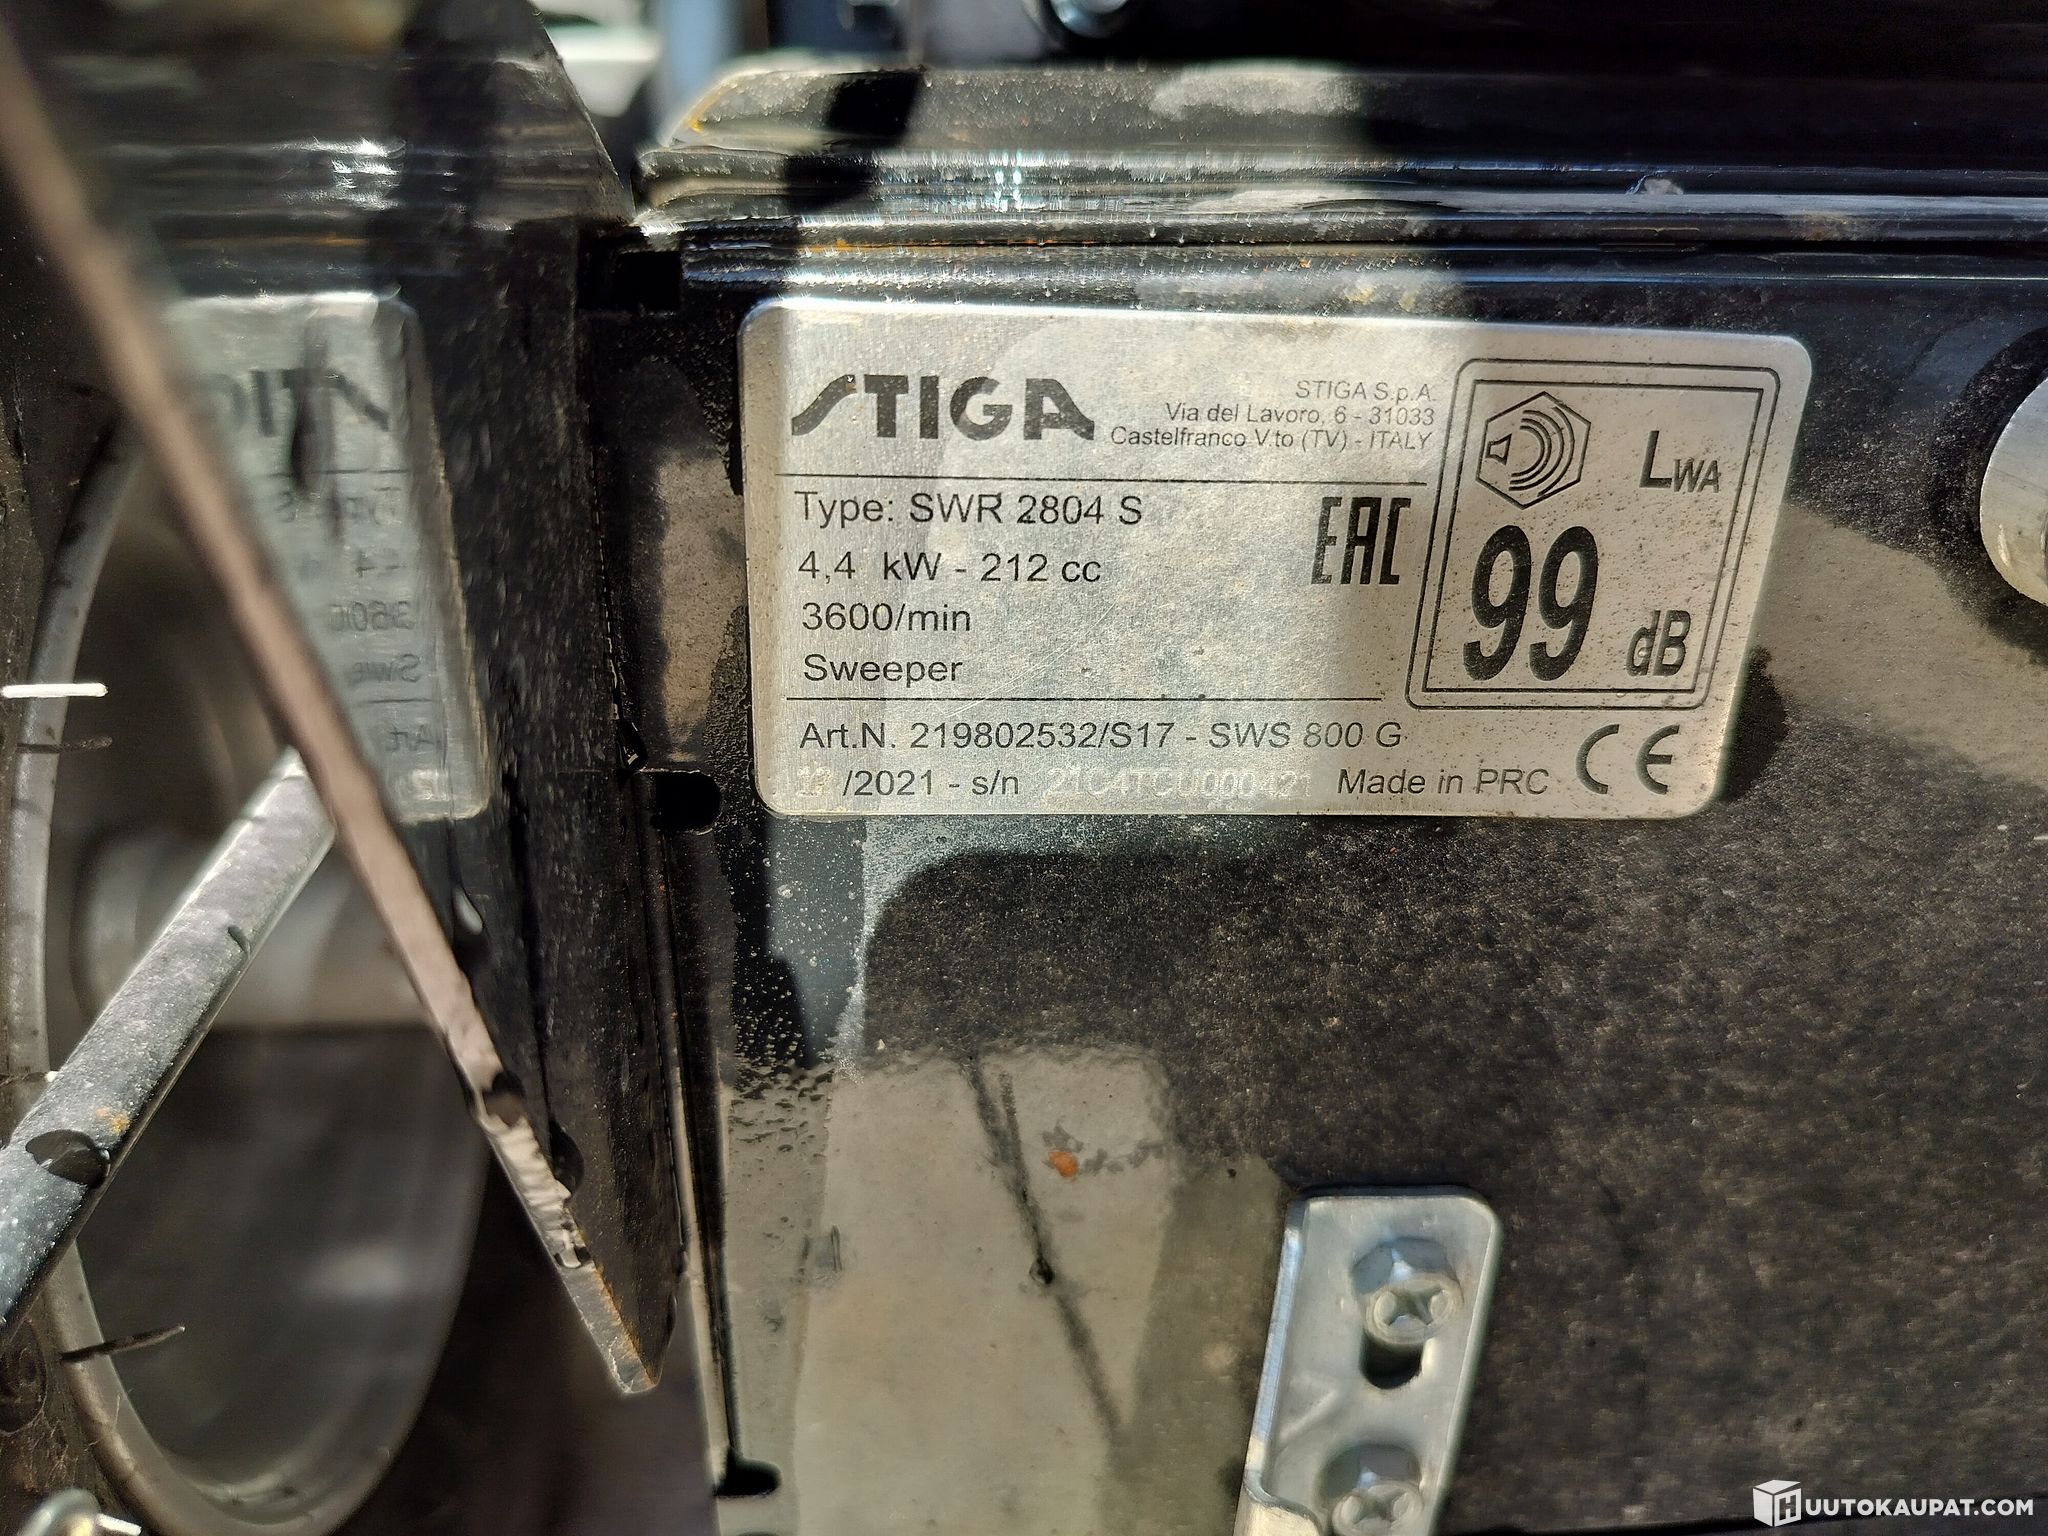 STIGA
STIGA S.p.A.
Via del Lavoro, 6 - 31033
Castelfranco V.to (TV) - ITALY
LWA
99 dB
Type: SWR 2804 S
EAC
4,4 kW - 212 cc
3600/min
Sweeper
Art.N. 219802532/S17 - SWS 800 G
/2021 - s/n 21C4TCU000421 Made in PRC CE
HUUTOKAUPAT.COM